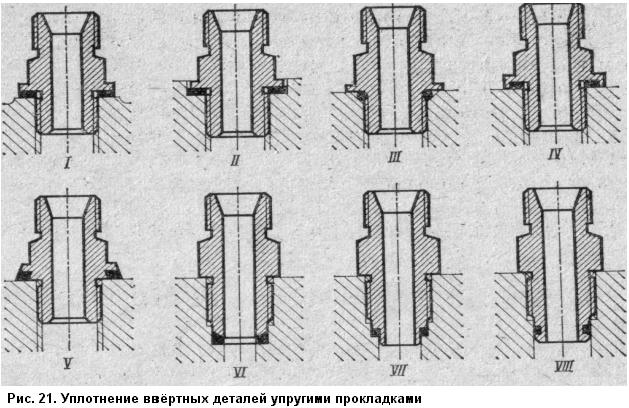 I II III IV
V VI VII VIII
Рис. 21. Уплотнение ввёртных деталей упругими прокладками